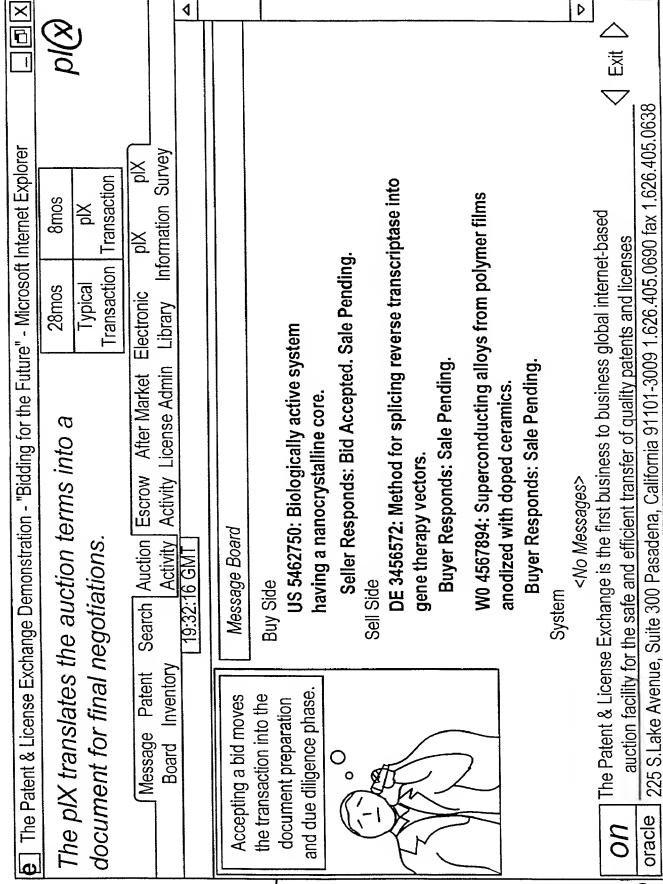 e The Patent & License Exchange Demonstration - "Bidding for the Future" - Microsoft Internet Explorer
The plX translates the auction terms into a
document for final negotiations.
28mos 8mos
Typical Transaction plX Transaction
plX
Message Board Patent Inventory Search Auction Activity Escrow Activity After Market License Admin Electronic Library plX Information plX Survey
19:32:16 GMT
Accepting a bid moves
the transaction into the
document preparation
and due diligence phase.
Message Board
Buy Side
US 5462750: Biologically active system
having a nanocrystalline core.
Seller Responds: Bid Accepted. Sale Pending.
Sell Side
DE 3456572: Method for splicing reverse transcriptase into
gene therapy vectors.
Buyer Responds: Sale Pending.
W0 4567894: Superconducting alloys from polymer films
anodized with doped ceramics.
Buyer Responds: Sale Pending.
System
<No Messages>
on
oracle
The Patent & License Exchange is the first business to business global internet-based
auction facility for the safe and efficient transfer of quality patents and licenses
225 S.Lake Avenue, Suite 300 Pasadena, California 91101-3009 1.626.405.0690 fax 1.626.405.0638
Exit